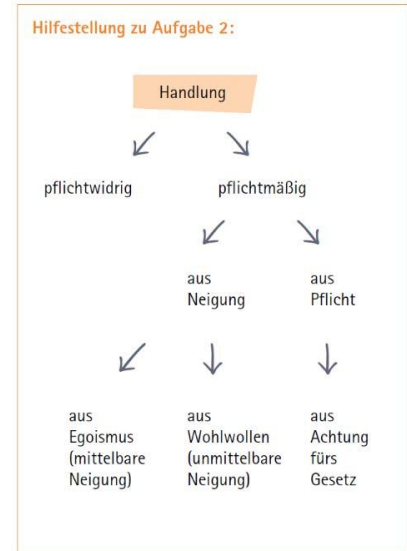 Hilfestellung zu Aufgabe 2:
Handlung
pflichtwidrig
pflichtmäßig
aus
Neigung
aus
Pflicht
aus
Egoismus
(mittelbare
Neigung)
aus
Wohlwollen
(unmittelbare
Neigung)
aus
Achtung
fürs
Gesetz